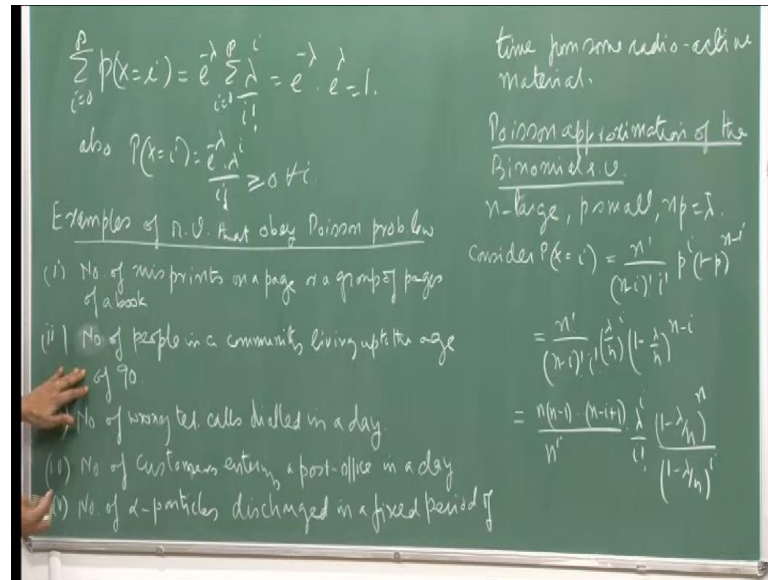 ∑_{i=0}^{∞} p(x=i) = e^{-λ} ∑_{i=0}^{∞} λ^i/i! = e^{-λ} · e^{λ} = 1.
also P(x=i) = e^{-λ} λ^i / i! ≥ 0 ∀ i
Examples of r.v. that obey Poisson prob. law
(i) No. of misprints on a page or a group of pages
of a book
(ii) No. of people in a community living up to the age
of 90
) No of wrong tel. calls dialled in a day.
(iv) No of customers entering a post-office in a day
(v) No. of α-particles discharged in a fixed period of
time from some radio-active
material.
Poisson approximation of the
Binomial r.v.
n-large, p small, np = λ.
Consider P(x=i) = n!/((n-i)! i!) p^i (1-p)^{n-i}
= n!/((n-i)! i!) (λ/n)^i (1-λ/n)^{n-i}
= n(n-1)..(n-i+1)/n^i λ^i/i! (1-λ/n)^n/(1-λ/n)^i